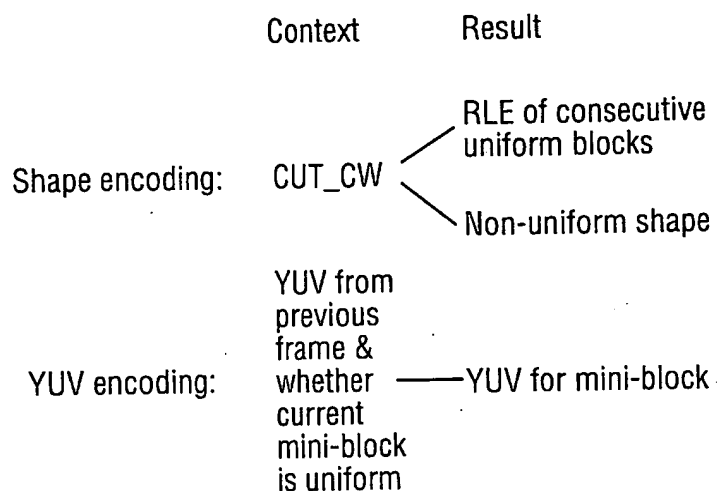 Context Result
RLE of consecutive
uniform blocks
Shape encoding: CUT_CW
Non-uniform shape
YUV from
previous
frame &
YUV encoding: whether YUV for mini-block
current
mini-block
is uniform